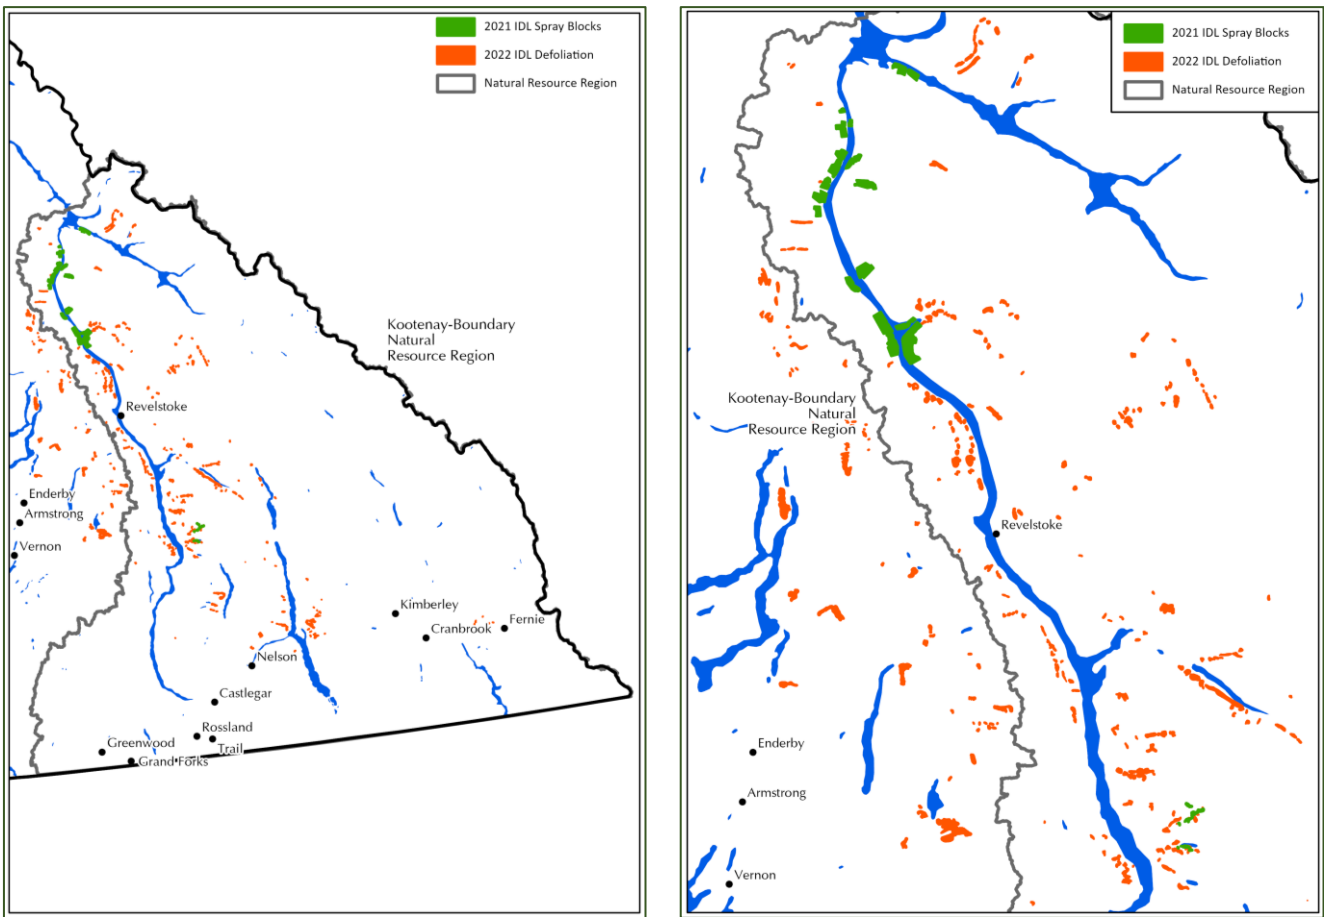 2021 IDL Spray Blocks
2022 IDL Defoliation
Natural Resource Region
Kootenay-Boundary
Natural
Resource Region
Revelstoke
Enderby
Armstrong
Vernon
Kimberley
Fernie
Cranbrook
Nelson
Castlegar
Rossland
Greenwood
Trail
Grand Forks
2021 IDL Spray Blocks
2022 IDL Defoliation
Natural Resource Region
Kootenay-Boundary
Natural
Resource Region
Revelstoke
Enderby
Armstrong
Vernon